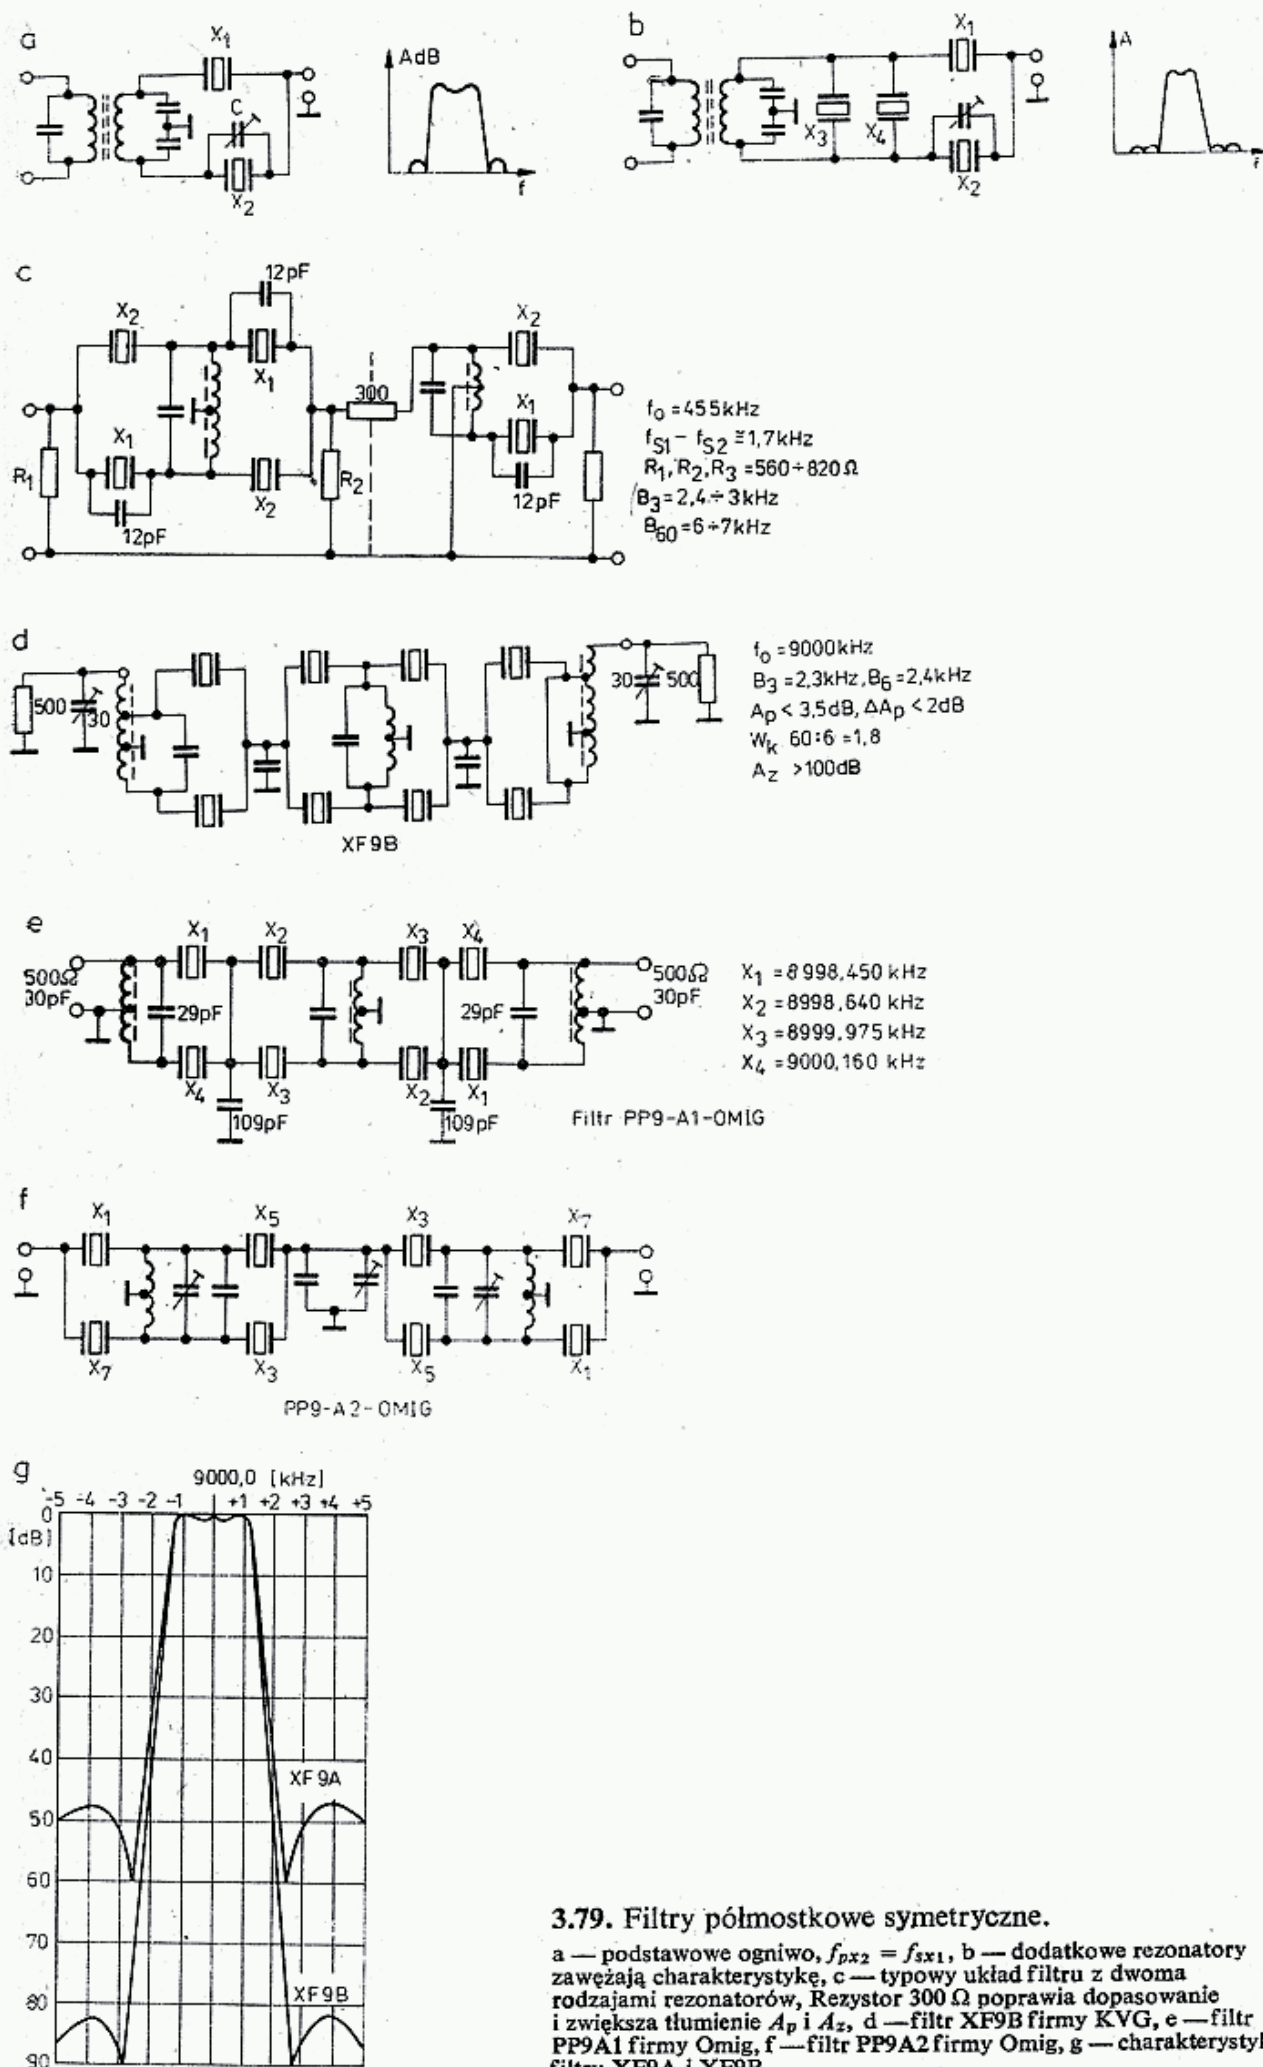 a
X1
AdB
C
X2
f
b
X1
A
X3
X4
X2
c
12pF
X2
X1
300
X2
X1
R1
12pF
X2
R2
12pF
f0 = 455kHz
fS1 – fS2 ≅ 1,7kHz
R1, R2, R3 = 560÷820Ω
B3 = 2,4÷3kHz
B60 = 6÷7kHz
d
500
30
30
500
XF9B
f0 = 9000kHz
B3 = 2,3kHz, B6 = 2,4kHz
Ap < 3,5dB, ΔAp < 2dB
Wk 60:6 = 1,8
Az >100dB
e
X1
X2
X3
X4
500Ω
30pF
29pF
29pF
500Ω
30pF
X4
X3
X2
X1
109pF
109pF
X1 = 8998,450 kHz
X2 = 8998,640 kHz
X3 = 8999,975 kHz
X4 = 9000,160 kHz
Filtr PP9-A1-OMIG
f
X1
X5
X3
X7
X7
X3
X5
X1
PP9-A2-OMIG
g
9000,0 [kHz]
-5 -4 -3 -2 -1 +1 +2 +3 +4 +5
0
[dB]
10
20
30
40
XF9A
50
60
70
XF9B
80
90
3.79. Filtry półmostkowe symetryczne.
a — podstawowe ogniwo, fpx2 = fsx1, b — dodatkowe rezonatory
zawężają charakterystykę, c — typowy układ filtru z dwoma
rodzajami rezonatorów, Rezystor 300 Ω poprawia dopasowanie
i zwiększa tłumienie Ap i Az, d —filtr XF9B firmy KVG, e —filtr
PP9A1 firmy Omig, f —filtr PP9A2 firmy Omig, g — charakterystyk
filtru XF9A i XF9B